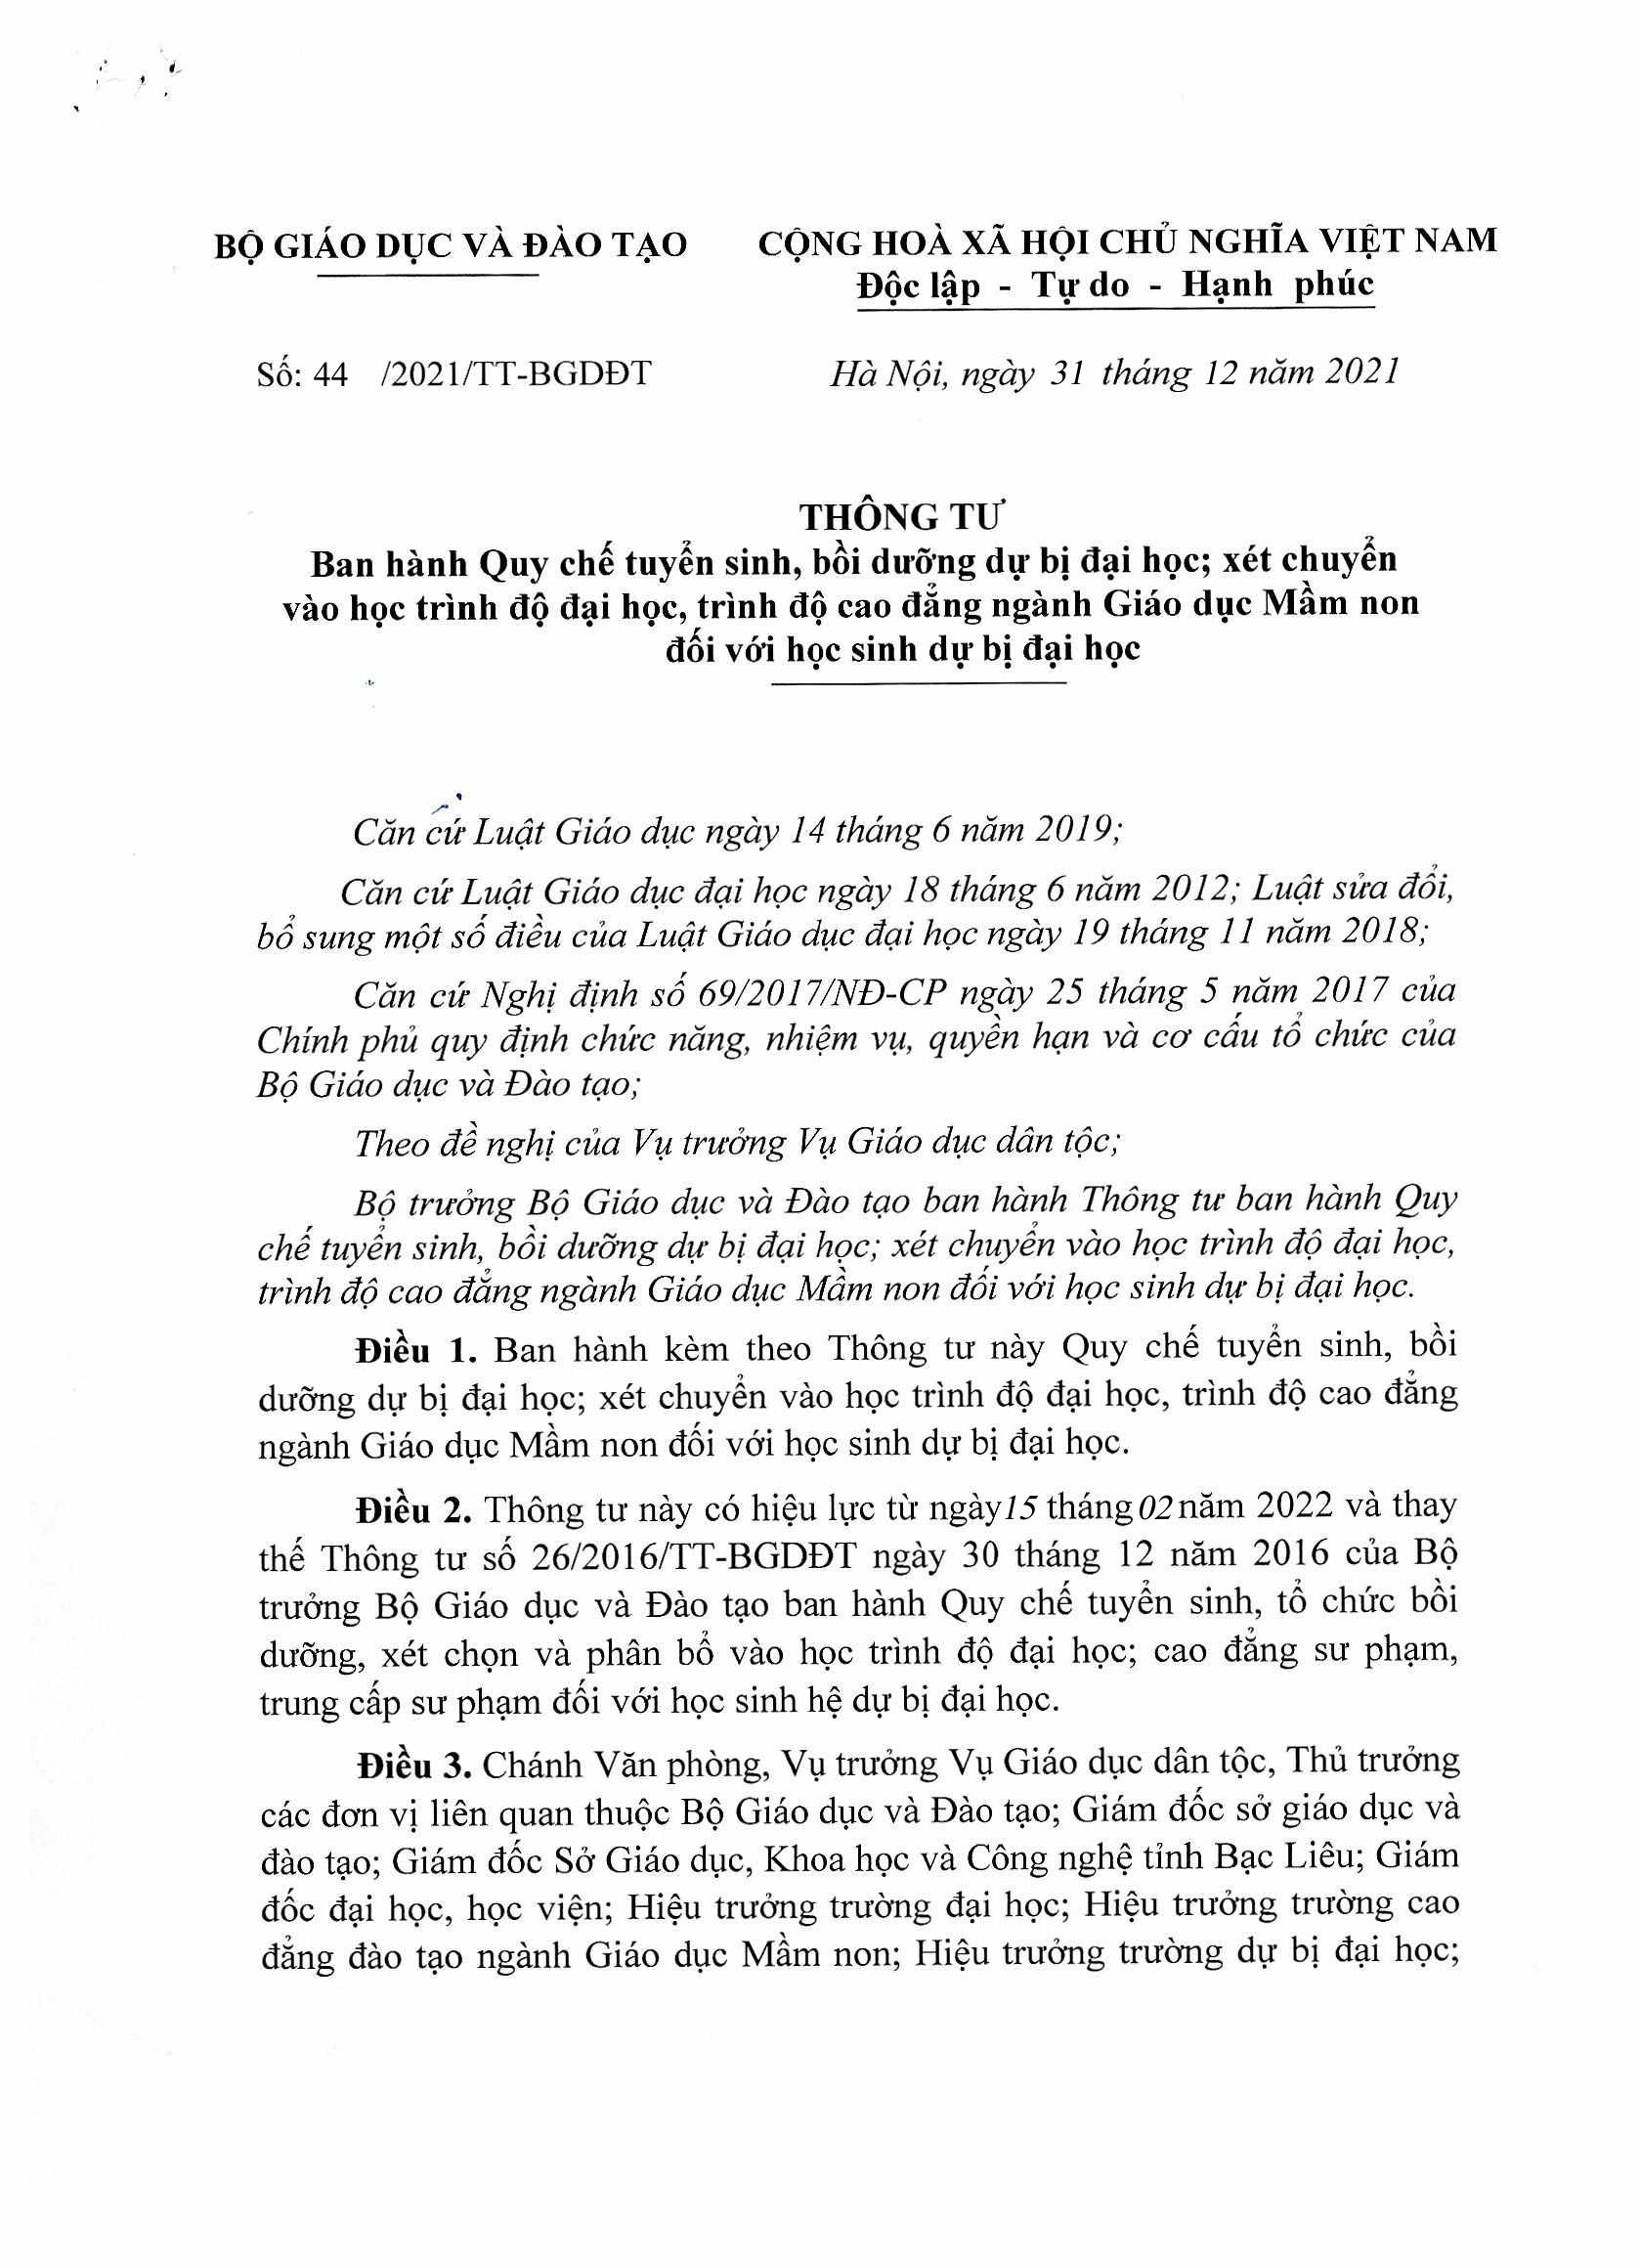 BỘ GIÁO DỤC VÀ ĐÀO TẠO
CỘNG HOÀ XÃ HỘI CHỦ NGHĨA VIỆT NAM
Độc lập - Tự do - Hạnh phúc
Số: 44 /2021/TT-BGDĐT
Hà Nội, ngày 31 tháng 12 năm 2021
THÔNG TƯ
Ban hành Quy chế tuyển sinh, bồi dưỡng dự bị đại học; xét chuyển
vào học trình độ đại học, trình độ cao đẳng ngành Giáo dục Mầm non
đối với học sinh dự bị đại học
Căn cứ Luật Giáo dục ngày 14 tháng 6 năm 2019;
Căn cứ Luật Giáo dục đại học ngày 18 tháng 6 năm 2012; Luật sửa đổi,
bổ sung một số điều của Luật Giáo dục đại học ngày 19 tháng 11 năm 2018;
Căn cứ Nghị định số 69/2017/NĐ-CP ngày 25 tháng 5 năm 2017 của
Chính phủ quy định chức năng, nhiệm vụ, quyền hạn và cơ cấu tổ chức của
Bộ Giáo dục và Đào tạo;
Theo đề nghị của Vụ trưởng Vụ Giáo dục dân tộc;
Bộ trưởng Bộ Giáo dục và Đào tạo ban hành Thông tư ban hành Quy
chế tuyển sinh, bồi dưỡng dự bị đại học; xét chuyển vào học trình độ đại học,
trình độ cao đẳng ngành Giáo dục Mầm non đối với học sinh dự bị đại học.
Điều 1. Ban hành kèm theo Thông tư này Quy chế tuyển sinh, bồi
dưỡng dự bị đại học; xét chuyển vào học trình độ đại học, trình độ cao đẳng
ngành Giáo dục Mầm non đối với học sinh dự bị đại học.
Điều 2. Thông tư này có hiệu lực từ ngày 15 tháng 02 năm 2022 và thay
thế Thông tư số 26/2016/TT-BGDĐT ngày 30 tháng 12 năm 2016 của Bộ
trưởng Bộ Giáo dục và Đào tạo ban hành Quy chế tuyển sinh, tổ chức bồi
dưỡng, xét chọn và phân bổ vào học trình độ đại học; cao đẳng sư phạm,
trung cấp sư phạm đối với học sinh hệ dự bị đại học.
Điều 3. Chánh Văn phòng, Vụ trưởng Vụ Giáo dục dân tộc, Thủ trưởng
các đơn vị liên quan thuộc Bộ Giáo dục và Đào tạo; Giám đốc sở giáo dục và
đào tạo; Giám đốc Sở Giáo dục, Khoa học và Công nghệ tỉnh Bạc Liêu; Giám
đốc đại học, học viện; Hiệu trưởng trường đại học; Hiệu trưởng trường cao
đẳng đào tạo ngành Giáo dục Mầm non; Hiệu trưởng trường dự bị đại học;